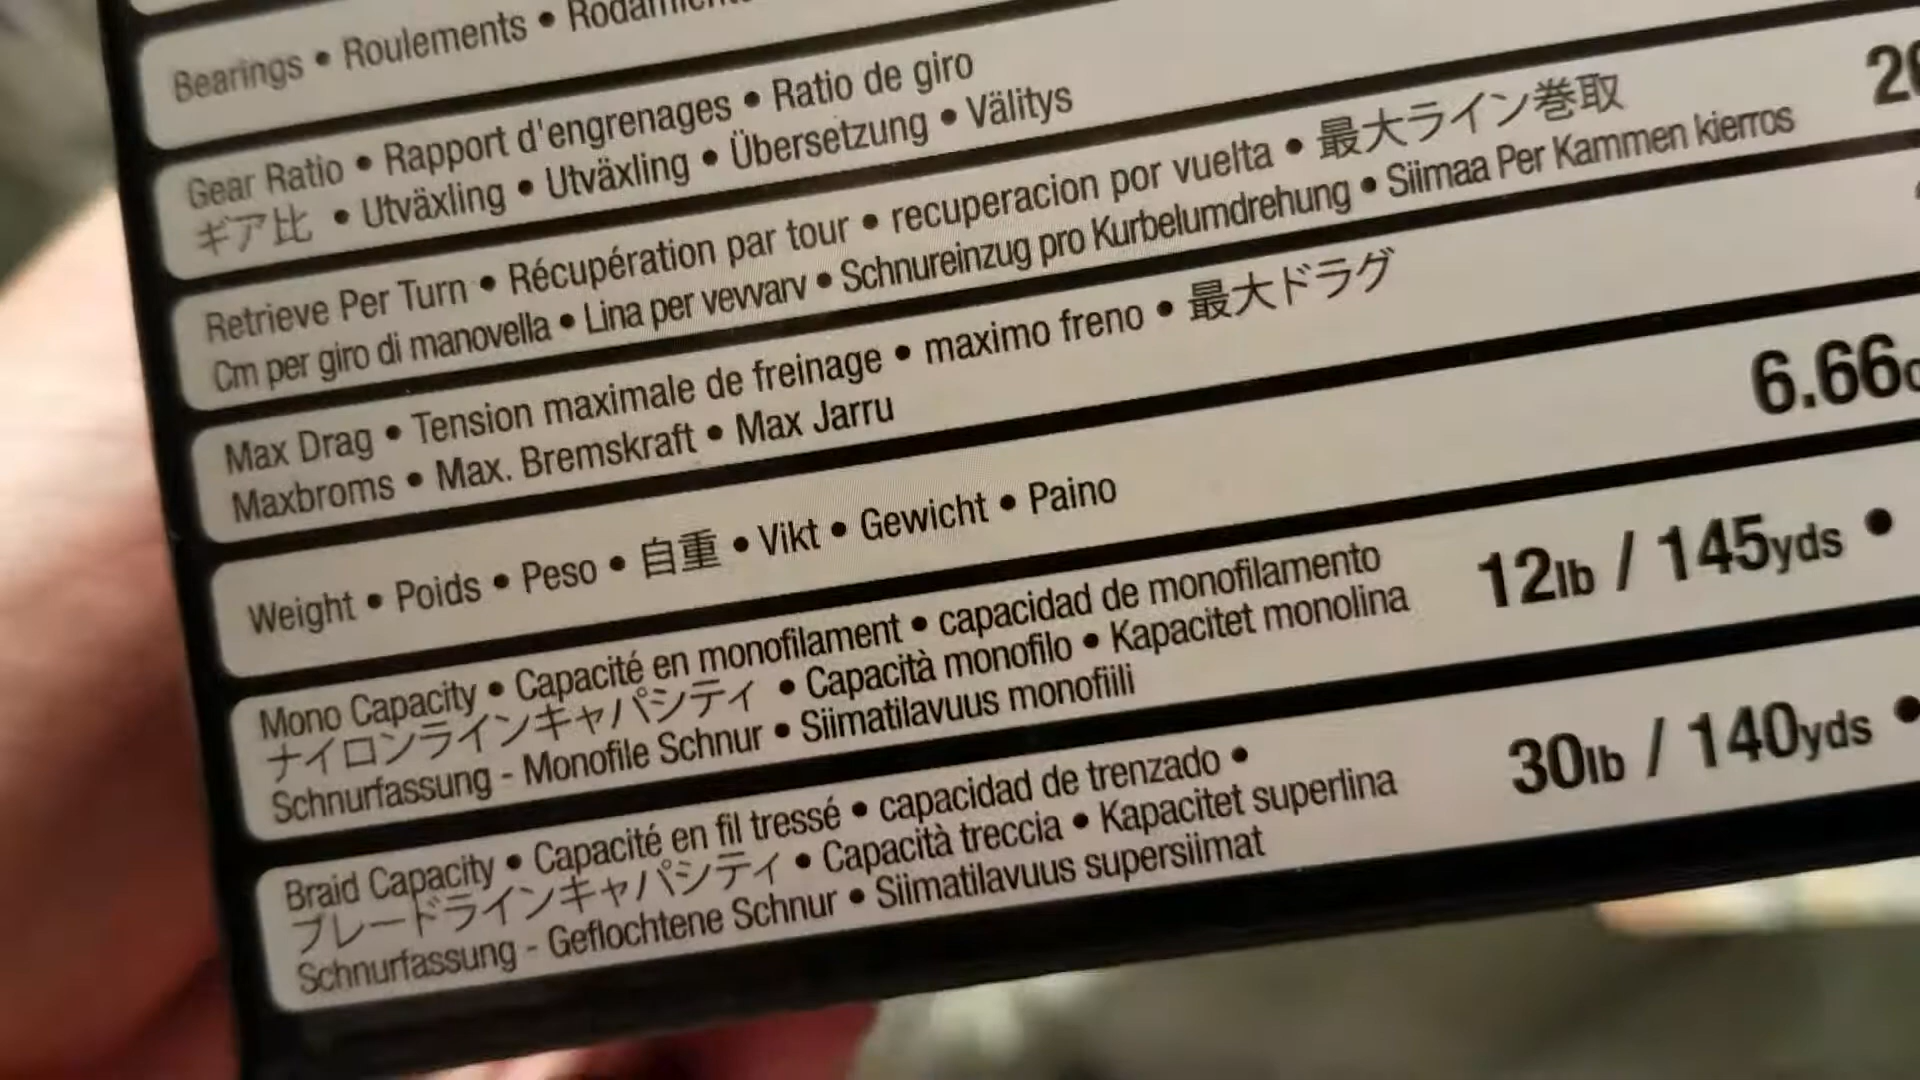 Bearings • Roulements •
Gear Ratio • Rapport d'engrenages • Ratio de giro
ギア比 • Utväxling • Utväxling • Übersetzung • Välitys
Retrieve Per Turn • Récupération par tour • recuperacion por vuelta • 最大ライン巻取
Cm per giro di manovella • Lina per vevvarv • Schnureinzug pro Kurbelumdrehung • Siimaa Per Kammen kierros
Max Drag • Tension maximale de freinage • maximo freno • 最大ドラグ
Maxbroms • Max. Bremskraft • Max Jarru
Weight • Poids • Peso • 自重 • Vikt • Gewicht • Paino
6.66
Mono Capacity • Capacité en monofilament • capacidad de monofilamento
ナイロンラインキャパシティ • Capacità monofilo • Kapacitet monolina
Schnurfassung - Monofile Schnur • Siimatilavuus monofiili
12lb / 145yds •
Braid Capacity • Capacité en fil tressé • capacidad de trenzado •
ブレードラインキャパシティ • Capacità treccia • Kapacitet superlina
Schnurfassung - Geflochtene Schnur • Siimatilavuus supersiimat
30lb / 140yds •